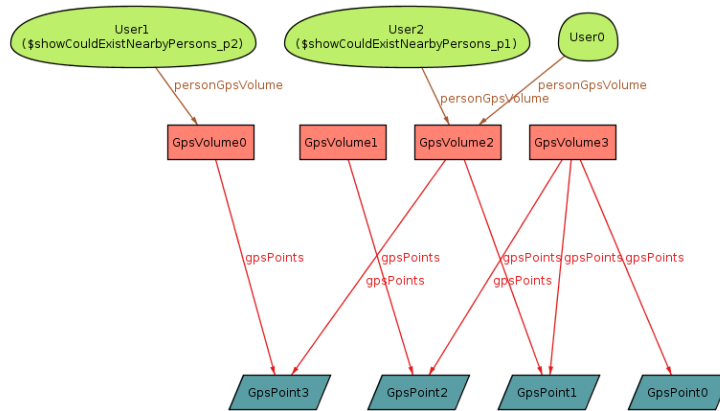 User1
($showCouldExistNearbyPersons_p2)
User2
($showCouldExistNearbyPersons_p1)
User0
personGpsVolume
personGpsVolume
personGpsVolume
GpsVolume0
GpsVolume1
GpsVolume2
GpsVolume3
gpsPoints
gpsPoints
gpsPoints
gpsPoints
gpsPoints
gpsPoints
gpsPoints
GpsPoint3
GpsPoint2
GpsPoint1
GpsPoint0